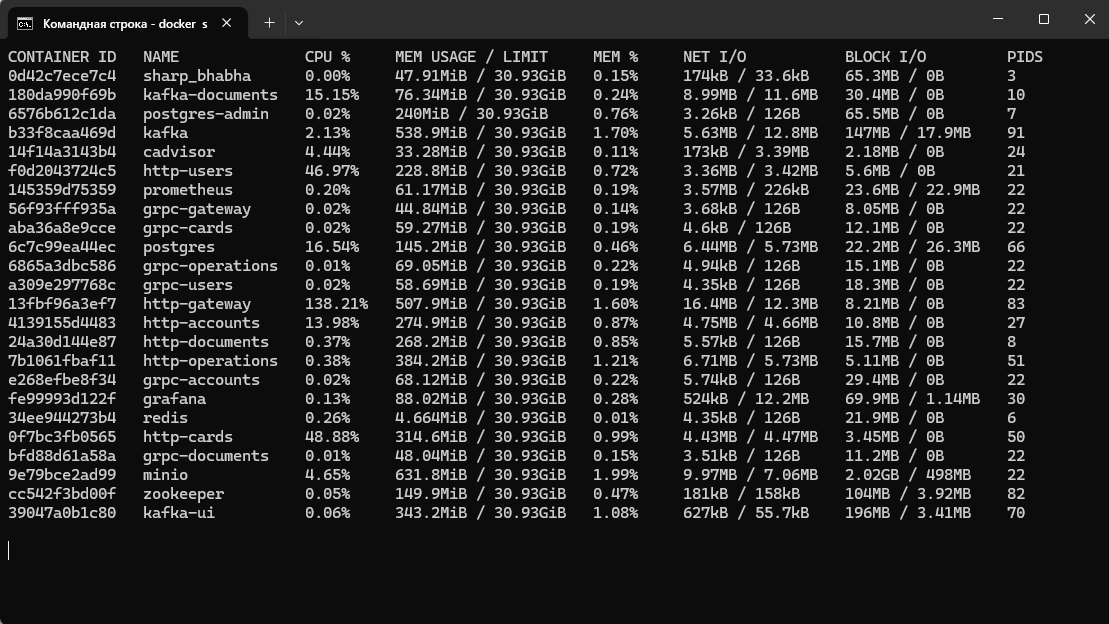 Командная строка - docker s
CONTAINER ID NAME CPU % MEM USAGE / LIMIT MEM % NET I/O BLOCK I/O PIDS
0d42c7ece7c4 sharp_bhabha 0.00% 47.91MiB / 30.93GiB 0.15% 174kB / 33.6kB 65.3MB / 0B 3
180da990f69b kafka-documents 15.15% 76.34MiB / 30.93GiB 0.24% 8.99MB / 11.6MB 30.4MB / 0B 10
6576b612c1da postgres-admin 0.02% 240MiB / 30.93GiB 0.76% 3.26kB / 126B 65.5MB / 0B 7
b33f8caa469d kafka 2.13% 538.9MiB / 30.93GiB 1.70% 5.63MB / 12.8MB 147MB / 17.9MB 91
14f14a3143b4 cadvisor 4.44% 33.28MiB / 30.93GiB 0.11% 173kB / 3.39MB 2.18MB / 0B 24
f0d2043724c5 http-users 46.97% 228.8MiB / 30.93GiB 0.72% 3.36MB / 3.42MB 5.6MB / 0B 21
145359d75359 prometheus 0.20% 61.17MiB / 30.93GiB 0.19% 3.57MB / 226kB 23.6MB / 22.9MB 22
56f93fff935a grpc-gateway 0.02% 44.84MiB / 30.93GiB 0.14% 3.68kB / 126B 8.05MB / 0B 22
aba36a8e9cce grpc-cards 0.02% 59.27MiB / 30.93GiB 0.19% 4.6kB / 126B 12.1MB / 0B 22
6c7c99ea44ec postgres 16.54% 145.2MiB / 30.93GiB 0.46% 6.44MB / 5.73MB 22.2MB / 26.3MB 66
6865a3dbc586 grpc-operations 0.01% 69.05MiB / 30.93GiB 0.22% 4.94kB / 126B 15.1MB / 0B 22
a309e297768c grpc-users 0.02% 58.69MiB / 30.93GiB 0.19% 4.35kB / 126B 18.3MB / 0B 22
13fbf96a3ef7 http-gateway 138.21% 507.9MiB / 30.93GiB 1.60% 16.4MB / 12.3MB 8.21MB / 0B 83
4139155d4483 http-accounts 13.98% 274.9MiB / 30.93GiB 0.87% 4.75MB / 4.66MB 10.8MB / 0B 27
24a30d144e87 http-documents 0.37% 268.2MiB / 30.93GiB 0.85% 5.57kB / 126B 15.7MB / 0B 8
7b1061fbaf11 http-operations 0.38% 384.2MiB / 30.93GiB 1.21% 6.71MB / 5.73MB 5.11MB / 0B 51
e268efbe8f34 grpc-accounts 0.02% 68.12MiB / 30.93GiB 0.22% 5.74kB / 126B 29.4MB / 0B 22
fe99993d122f grafana 0.13% 88.02MiB / 30.93GiB 0.28% 524kB / 12.2MB 69.9MB / 1.14MB 30
34ee944273b4 redis 0.26% 4.664MiB / 30.93GiB 0.01% 4.35kB / 126B 21.9MB / 0B 6
0f7bc3fb0565 http-cards 48.88% 314.6MiB / 30.93GiB 0.99% 4.43MB / 4.47MB 3.45MB / 0B 50
bfd88d61a58a grpc-documents 0.01% 48.04MiB / 30.93GiB 0.15% 3.51kB / 126B 11.2MB / 0B 22
9e79bce2ad99 minio 4.65% 631.8MiB / 30.93GiB 1.99% 9.97MB / 7.06MB 2.02GB / 498MB 22
cc542f3bd00f zookeeper 0.05% 149.9MiB / 30.93GiB 0.47% 181kB / 158kB 104MB / 3.92MB 82
39047a0b1c80 kafka-ui 0.06% 343.2MiB / 30.93GiB 1.08% 627kB / 55.7kB 196MB / 3.41MB 70